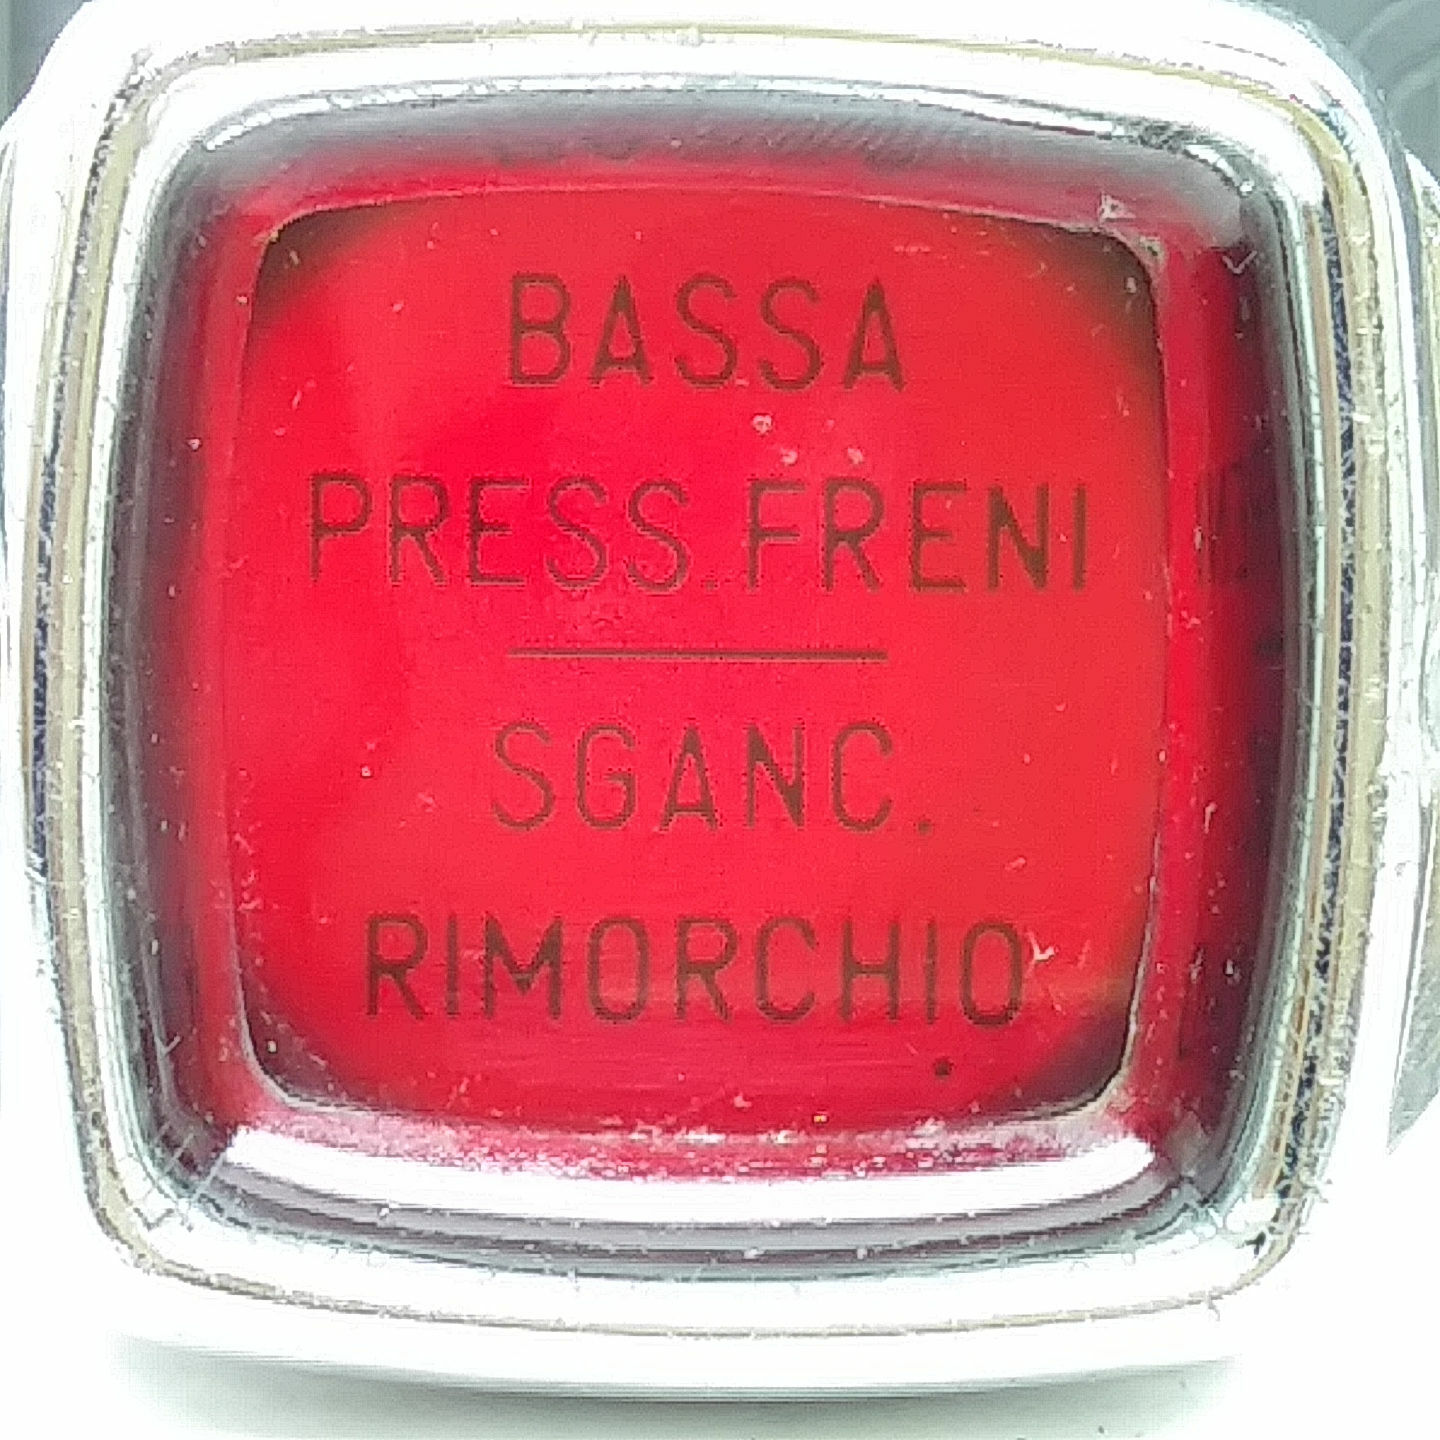 BASSA
PRESS. FRENI
SGANC.
RIMORCHIO